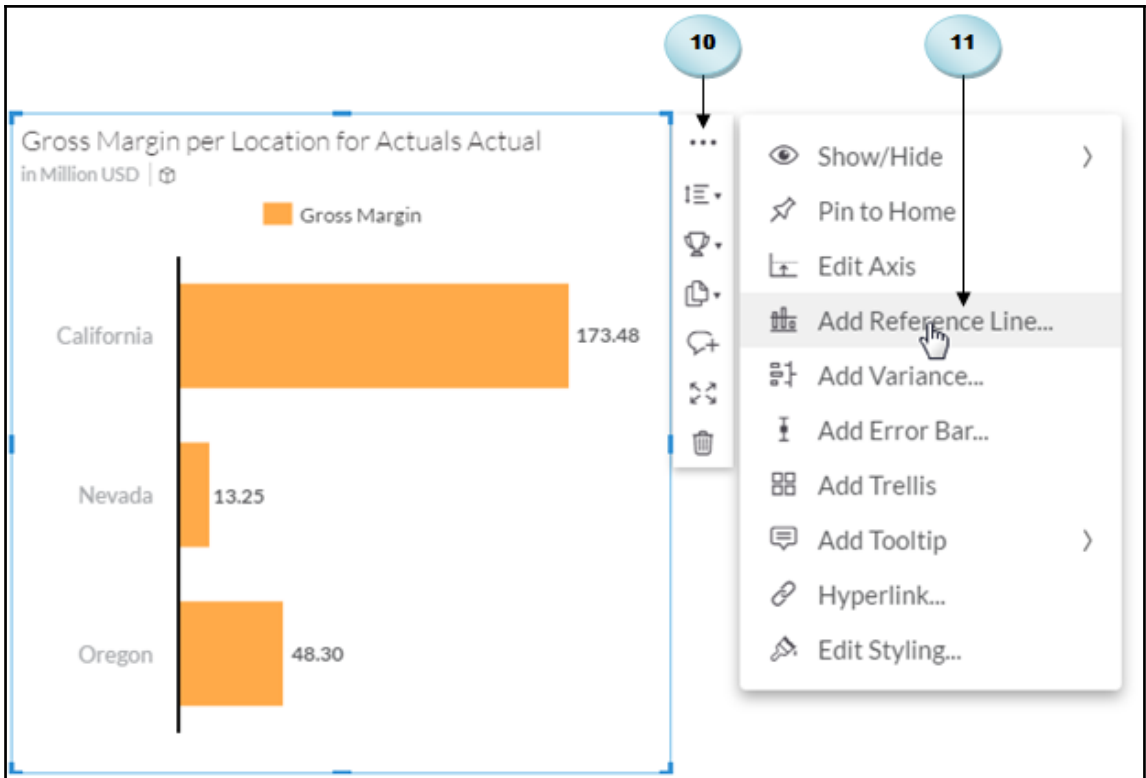 10
11
Gross Margin per Location for Actuals Actual
in Million USD
Gross Margin
California
173.48
Nevada
13.25
Oregon
48.30
Show/Hide
Pin to Home
Edit Axis
Add Reference Line...
Add Variance...
Add Error Bar...
Add Trellis
Add Tooltip
Hyperlink...
Edit Styling...